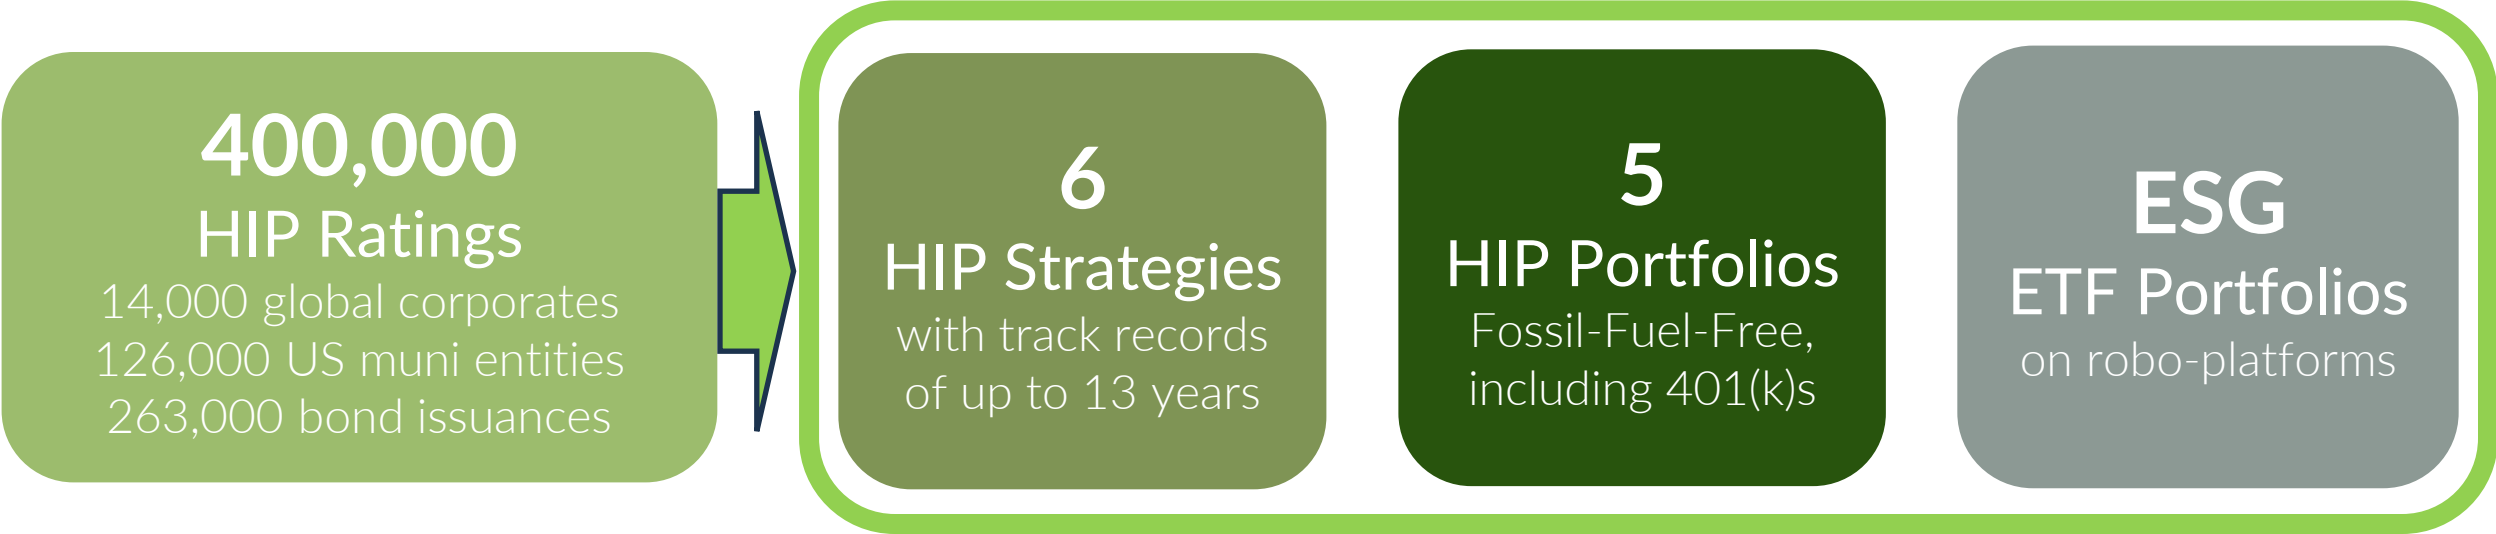 400,000
HIP Ratings
14,000 global corporates
126,000 US muni entities
263,000 bond issuances
6
HIP Strategies
with track records
of up to 13 years
5
HIP Portfolios
Fossil-Fuel-Free,
including 401(k)s
ESG
ETF Portfolios
on robo-platforms